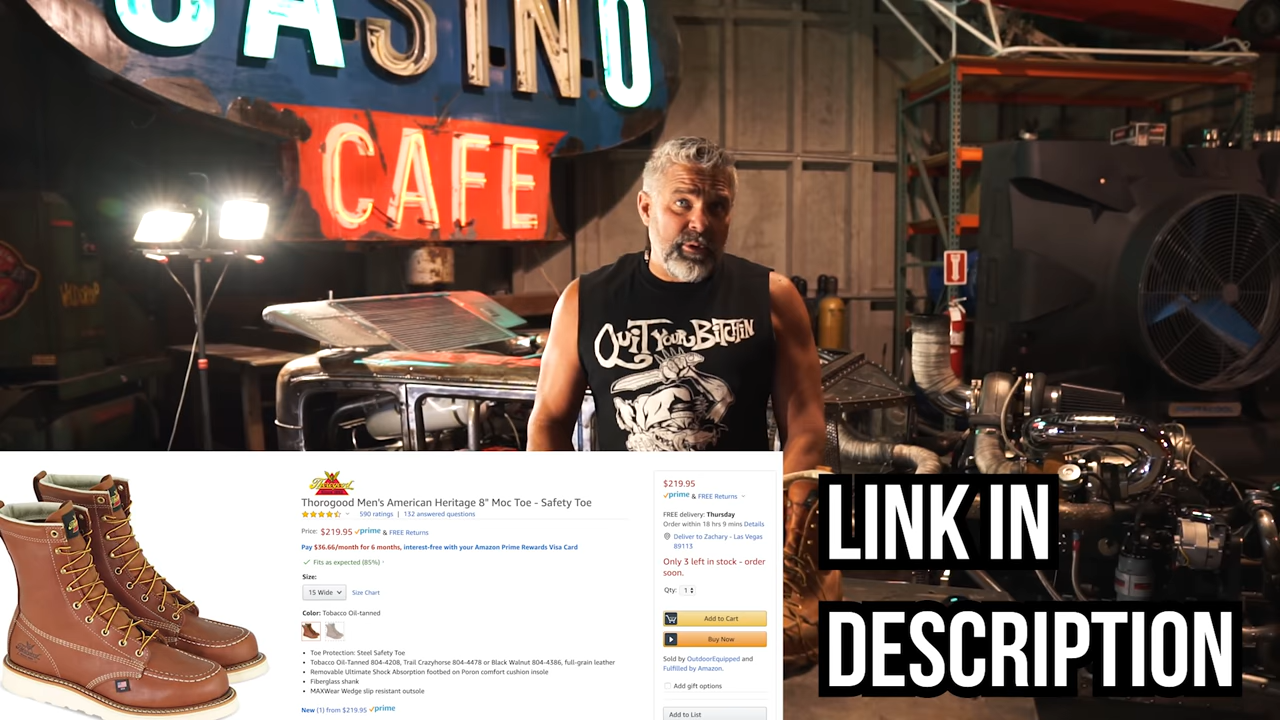 CASINO
CAFE
QUIT YOUR BITCHIN
Thorogood
Thorogood Men's American Heritage 8" Moc Toe - Safety Toe
590 ratings | 132 answered questions
Price: $219.95 prime & FREE Returns
Pay $36.66/month for 6 months, interest-free with your Amazon Prime Rewards Visa Card
Fits as expected (85%)
Size:
15 Wide Size Chart
Color: Tobacco Oil-tanned
• Toe Protection: Steel Safety Toe
• Tobacco Oil-Tanned 804-4208, Trail Crazyhorse 804-4478 or Black Walnut 804-4386, full-grain leather
• Removable Ultimate Shock Absorption footbed on Poron comfort cushion insole
• Fiberglass shank
• MAXWear Wedge slip resistant outsole
New (1) from $219.95 prime
$219.95
prime & FREE Returns
FREE delivery: Thursday
Order within 18 hrs 9 mins Details
Deliver to Zachary - Las Vegas
89113
Only 3 left in stock - order
soon.
Qty: 1
Add to Cart
Buy Now
Sold by OutdoorEquipped and
Fulfilled by Amazon.
Add gift options
Add to List
LINK IN
DESCRIPTION